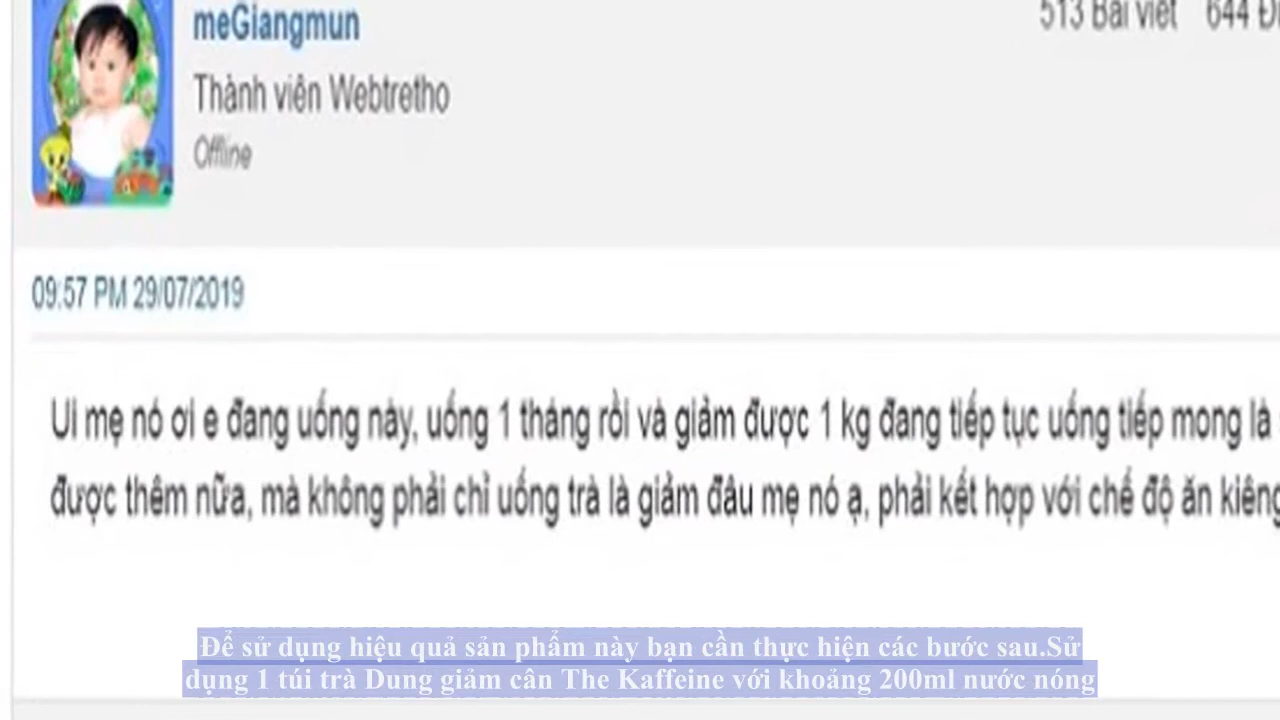 meGiangmun
513 Bài viết 644
Thành viên Webtretho
Offline
09:57 PM 29/07/2019
Ui mẹ nó ơi e đang uống này, uống 1 tháng rồi và giảm được 1 kg đang tiếp tục uống tiếp mong là
được thêm nữa, mà không phải chỉ uống trà là giảm đâu mẹ nó ạ, phải kết hợp với chế độ ăn kiêng
Để sử dụng hiệu quả sản phẩm này bạn cần thực hiện các bước sau.Sử
dụng 1 túi trà Dung giảm cân The Kaffeine với khoảng 200ml nước nóng